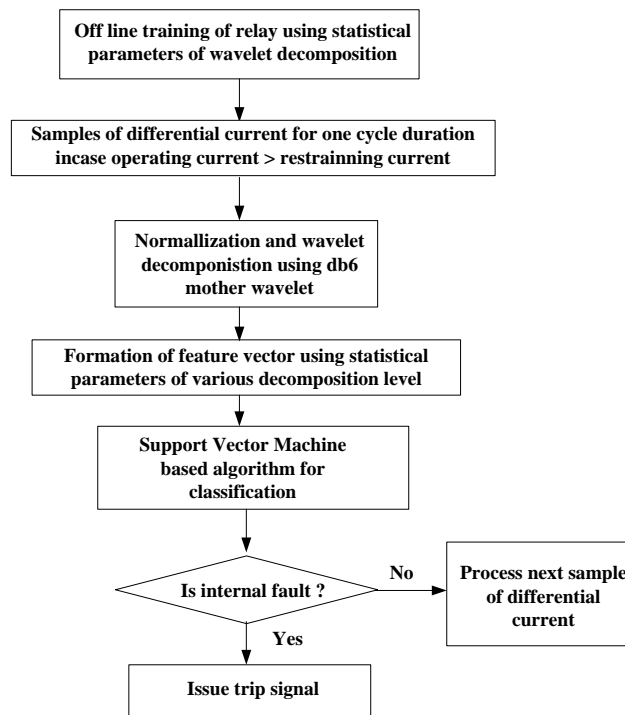 Off line training of relay using statistical
parameters of wavelet decomposition
Samples of differential current for one cycle duration
incase operating current > restrainning current
Normallization and wavelet
decomponistion using db6
mother wavelet
Formation of feature vector using statistical
parameters of various decomposition level
Support Vector Machine
based algorithm for
classification
Is internal fault ?
No
Process next sample
of differential
current
Yes
Issue trip signal